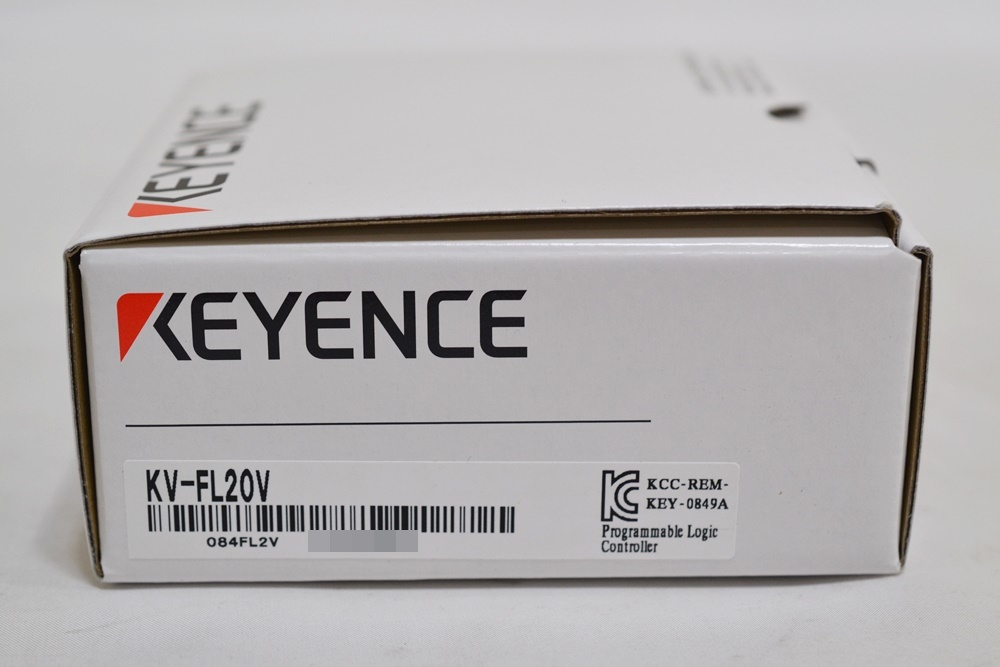 KEYENCE
KEYENCE
KV-FL20V
084FL2V
KCC-REM-
KEY-0849A
Programmable Logic
Controller